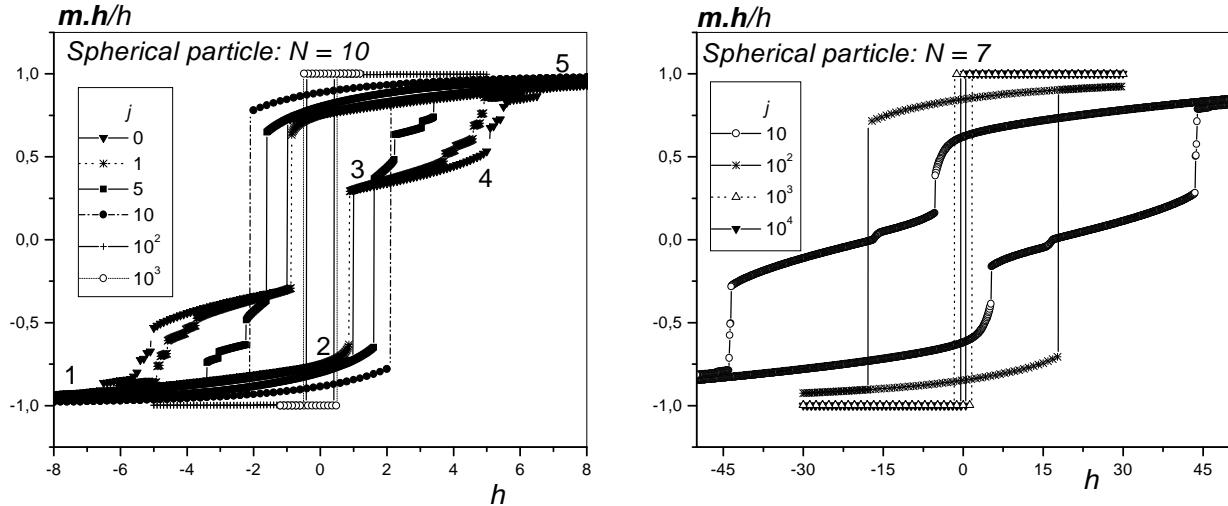 m.h/h
Spherical particle: N = 10
j
0
1
5
10
10²
10³
1
2
3
4
5
1,0
0,5
0,0
-0,5
-1,0
-8 -6 -4 -2 0 2 4 6 8
h
m.h/h
Spherical particle: N = 7
j
10
10²
10³
10⁴
1,0
0,5
0,0
-0,5
-1,0
-45 -30 -15 0 15 30 45
h